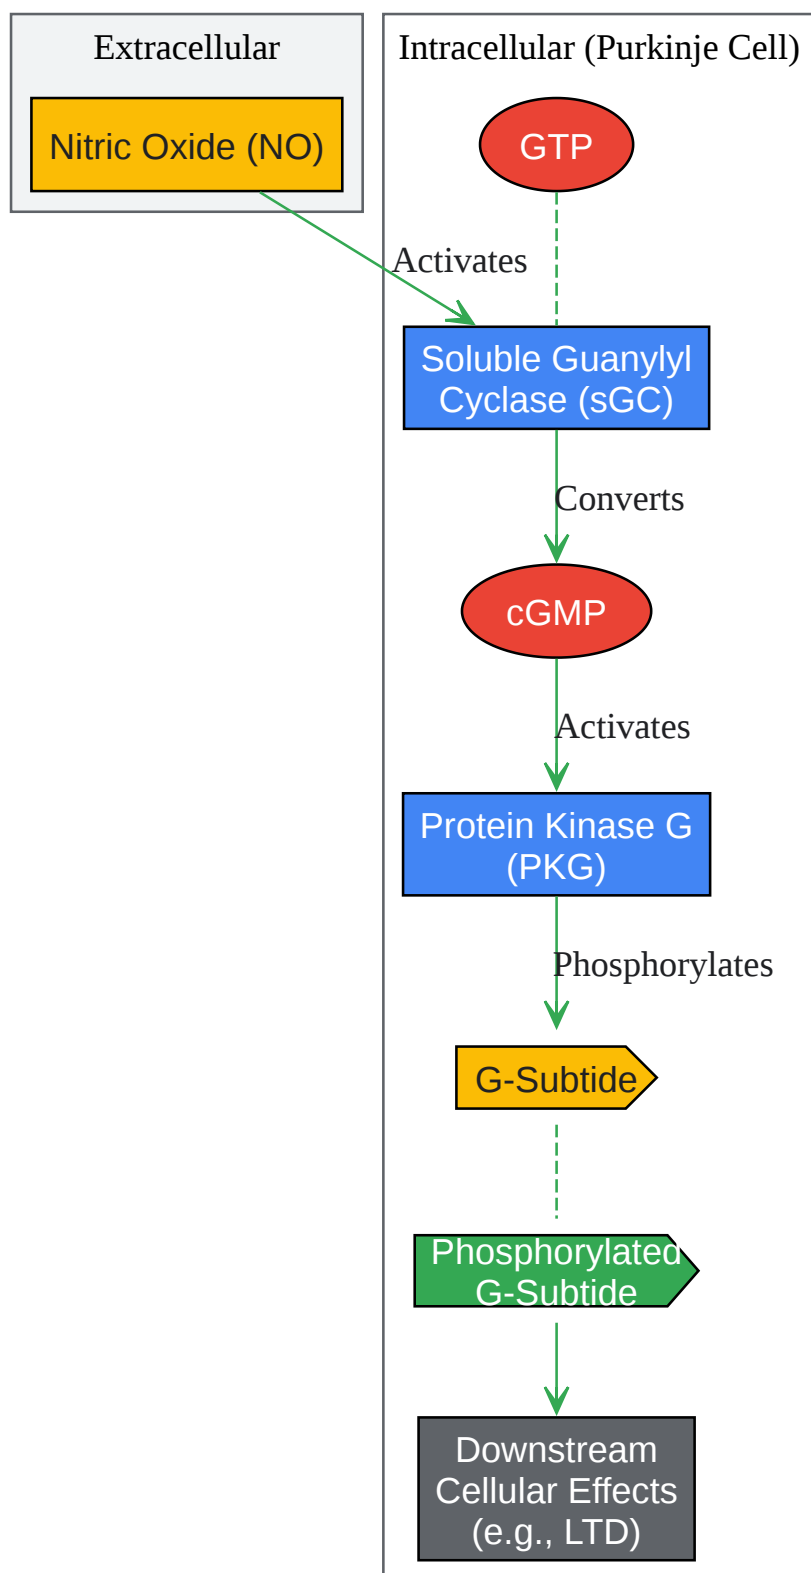 Extracellular
Intracellular (Purkinje Cell)
Nitric Oxide (NO)
GTP
Activates
Soluble Guanylyl
Cyclase (sGC)
Converts
cGMP
Activates
Protein Kinase G
(PKG)
Phosphorylates
G-Subtide
Phosphorylated
G-Subtide
Downstream
Cellular Effects
(e.g., LTD)